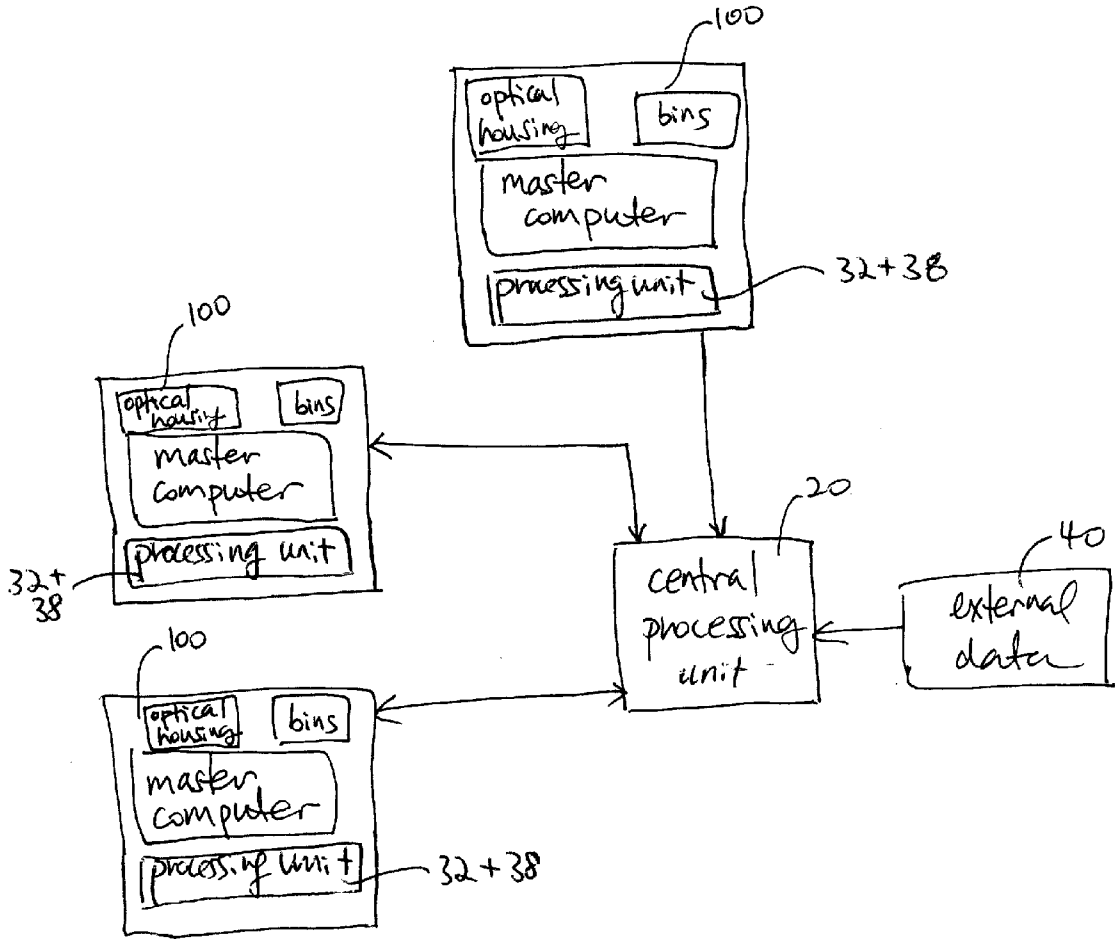 100
optical
housing
bins
master
computer
processing unit
32+38
100
optical
housing
bins
master
computer
processing unit
32+
38
100
optical
housing
bins
master
computer
processing unit
32+38
20
central
processing
unit
40
external
data